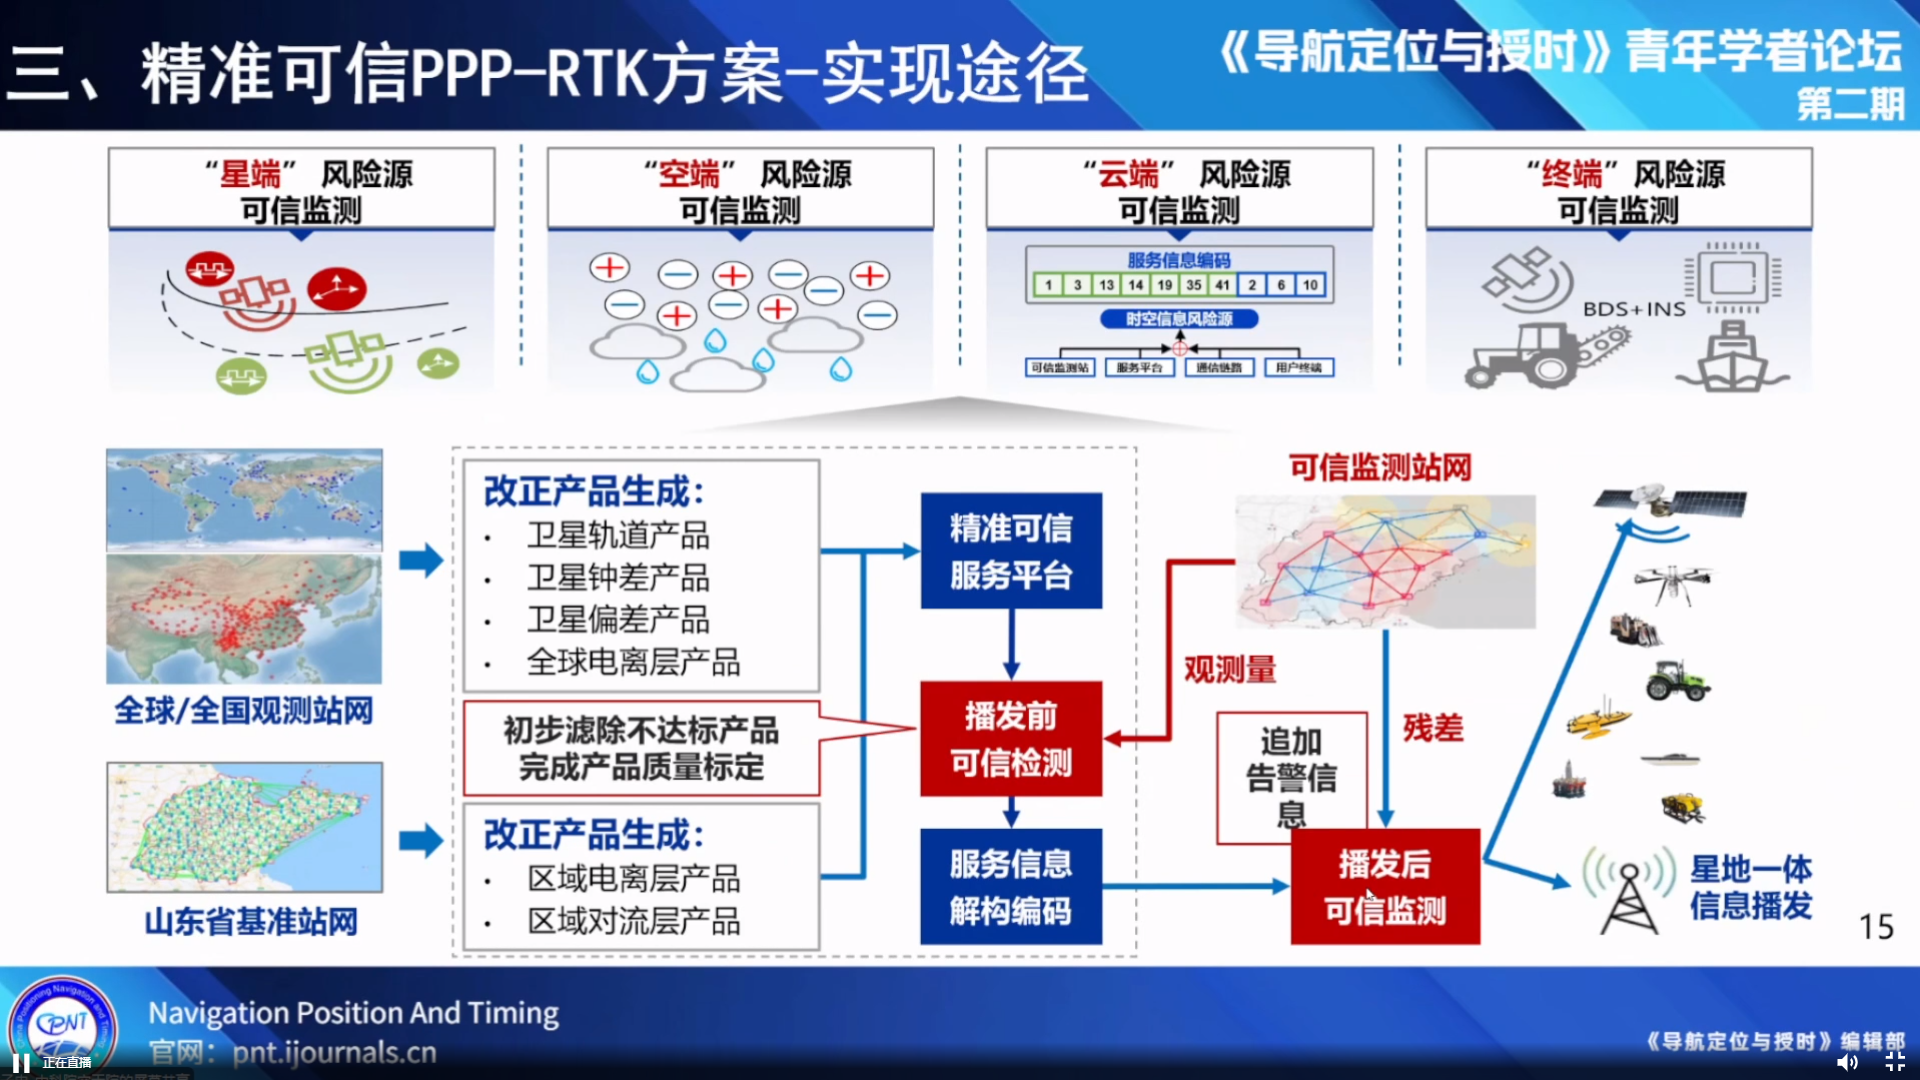 三、精准可信PPP-RTK方案-实现途径
《导航定位与授时》青年学者论坛
第二期
“星端” 风险源
可信监测
“空端” 风险源
可信监测
“云端” 风险源
可信监测
“终端” 风险源
可信监测
服务信息编码
1 3 13 14 19 35 41 2 6 10
时空信息风险源
可信监测站 服务平台 通信链路 用户终端
BDS+INS
全球/全国观测站网
山东省基准站网
改正产品生成：
· 卫星轨道产品
· 卫星钟差产品
· 卫星偏差产品
· 全球电离层产品
初步滤除不达标产品
完成产品质量标定
改正产品生成：
· 区域电离层产品
· 区域对流层产品
精准可信
服务平台
播发前
可信检测
服务信息
解构编码
可信监测站网
观测量
残差
追加
告警信
息
播发后
可信监测
星地一体
信息播发
15
Navigation Position And Timing
官网：pnt.ijournals.cn
《导航定位与授时》编辑部
CPNT
正在直播